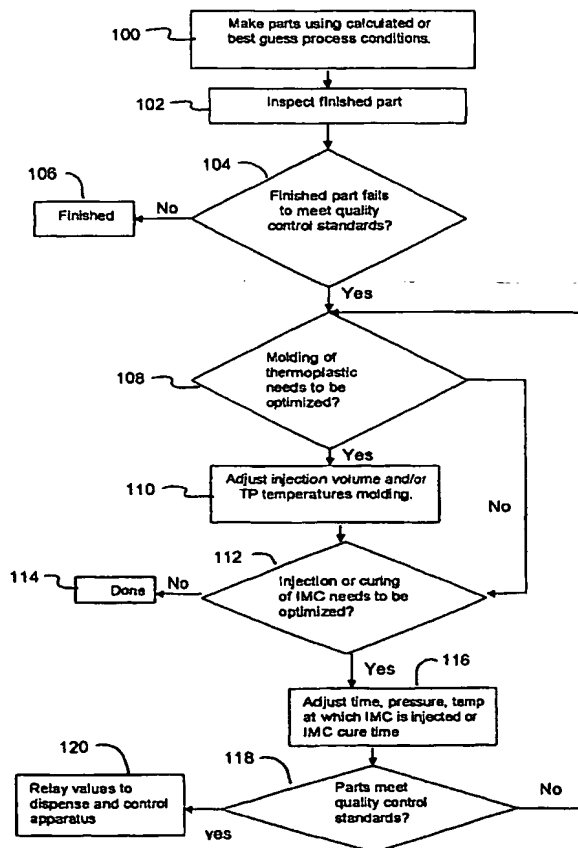 Make parts using calculated or
best guess process conditions.
100
Inspect finished part
102
104
106
Finished part fails
to meet quality
control standards?
No
Finished
Yes
Molding of
thermoplastic
needs to be
optimized?
108
Yes
Adjust injection volume and/or
TP temperatures molding.
110
No
112
114
Done
No
Injection or curing
of IMC needs to be
optimized?
Yes
116
Adjust time, pressure, temp
at which IMC is injected or
IMC cure time
118
120
Relay values to
dispense and control
apparatus
yes
Parts meet
quality control
standards?
No